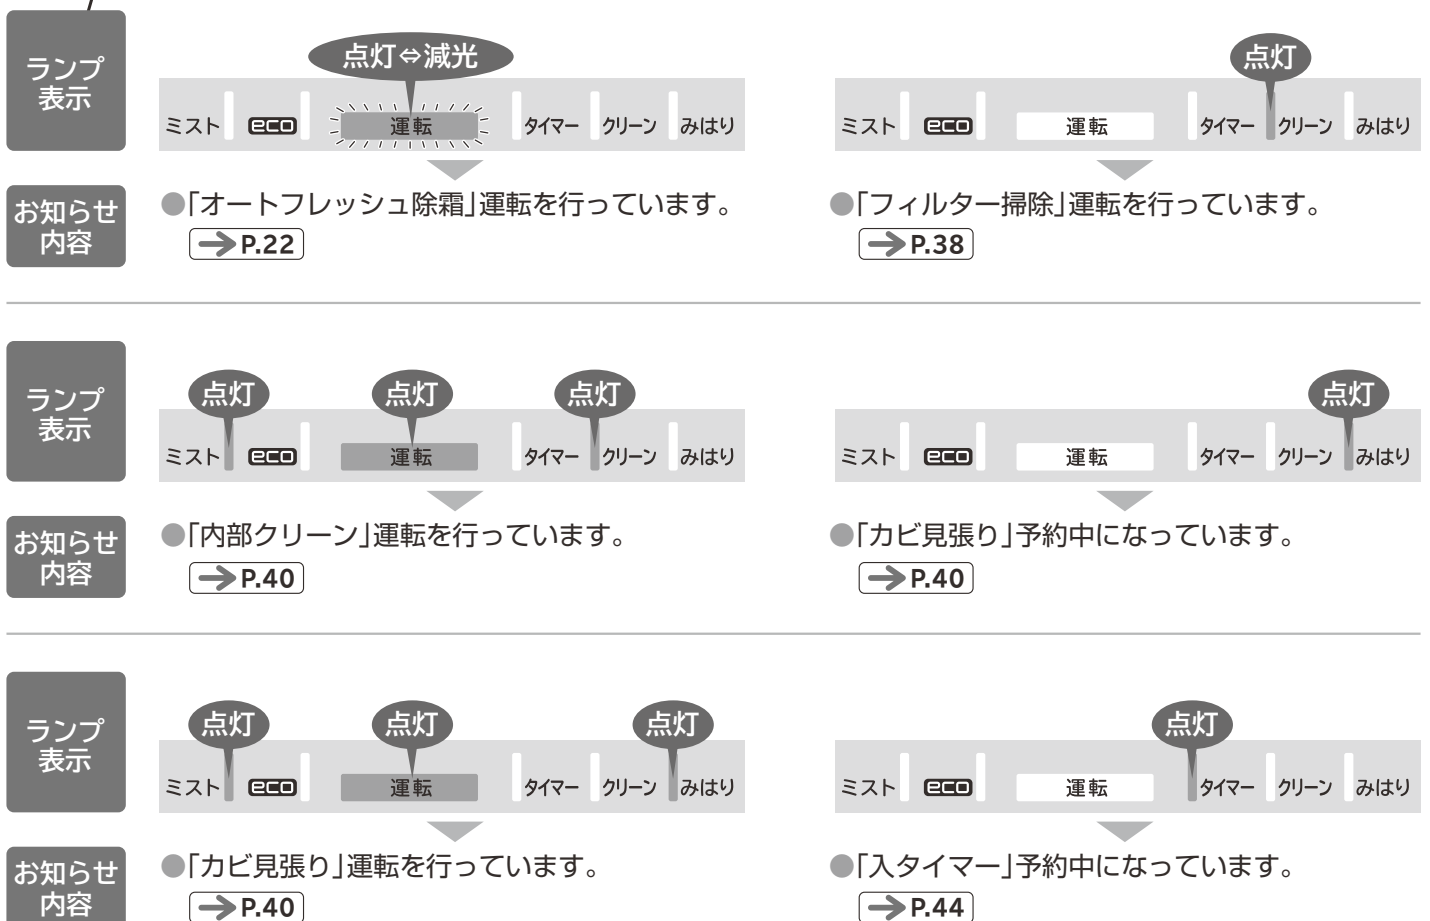 ランプ
表示
点灯⇔減光
ミスト eco 運転 タイマー クリーン みはり
お知らせ
内容
●「オートフレッシュ除霜」運転を行っています。
→P.22
点灯
ミスト eco 運転 タイマー クリーン みはり
●「フィルター掃除」運転を行っています。
→P.38
ランプ
表示
点灯 点灯 点灯
ミスト eco 運転 タイマー クリーン みはり
お知らせ
内容
●「内部クリーン」運転を行っています。
→P.40
点灯
ミスト eco 運転 タイマー クリーン みはり
●「カビ見張り」予約中になっています。
→P.40
ランプ
表示
点灯 点灯 点灯
ミスト eco 運転 タイマー クリーン みはり
お知らせ
内容
●「カビ見張り」運転を行っています。
→P.40
点灯
ミスト eco 運転 タイマー クリーン みはり
●「入タイマー」予約中になっています。
→P.44